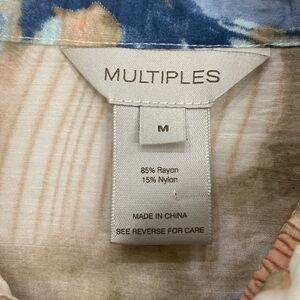 MULTIPLES
M
85% Rayon
15% Nylon
MADE IN CHINA
SEE REVERSE FOR CARE